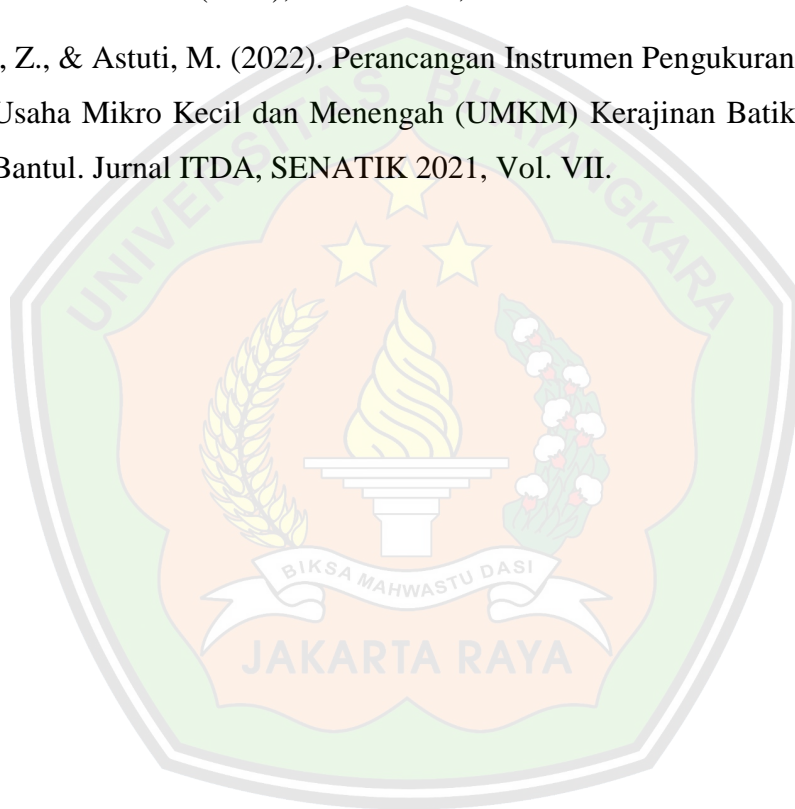 , Z., & Astuti, M. (2022). Perancangan Instrumen Pengukuran
Usaha Mikro Kecil dan Menengah (UMKM) Kerajinan Batik
Bantul. Jurnal ITDA, SENATIK 2021, Vol. VII.
UNIVERSITAS BHAYANGKARA
BIKSA MAHWASTU DASI
JAKARTA RAYA